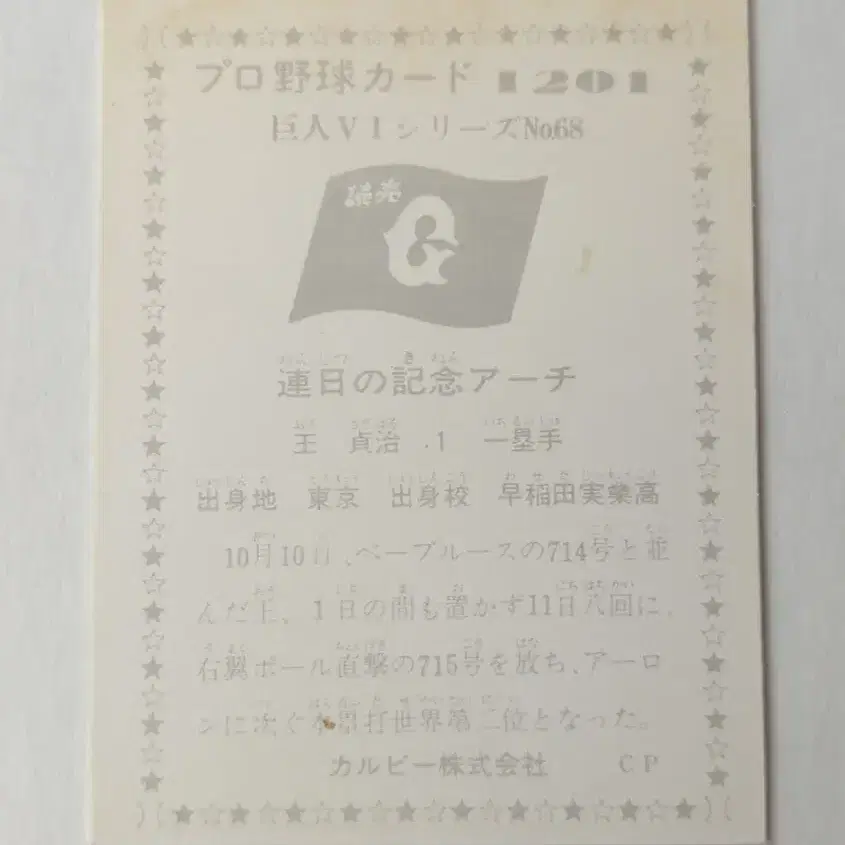 プロ野球カード 1201
巨人V1シリーズNo.68
読売
G
連日の記念アーチ
王 貞治 .1 一塁手
出身地 東京 出身校 早稲田実業高
10月10日、ベーブルースの714号と並
んだ王、1日の間も置かず11日八回に、
右翼ポール直撃の715号を放ち、アーロ
ンに次ぐ本塁打世界第二位となった。
カルビー株式会社 CP